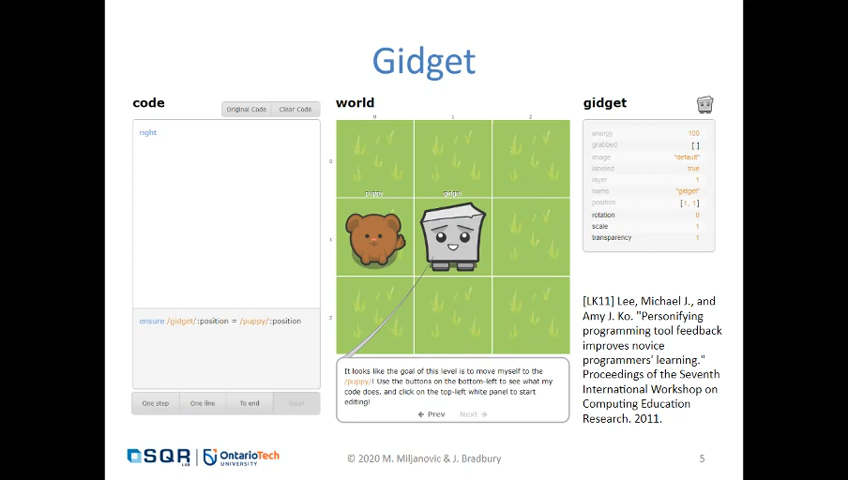 Gidget
code
Original Code
Clear Code
right
ensure /gidget/:position = /puppy/:position
One step
One line
To end
world
0
1
2
0
1
2
puppy
gidget
It looks like the goal of this level is to move myself to the
/puppy/! Use the buttons on the bottom-left to see what my
code does, and click on the top-left white panel to start
editing!
Prev
Next
gidget
energy 100
grabbed [ ]
image "default"
labeled true
layer 1
name "gidget"
position [1, 1]
rotation 0
scale 1
transparency 1
[LK11] Lee, Michael J., and
Amy J. Ko. "Personifying
programming tool feedback
improves novice
programmers' learning."
Proceedings of the Seventh
International Workshop on
Computing Education
Research. 2011.
SQR
LAB
OntarioTech
UNIVERSITY
© 2020 M. Miljanovic & J. Bradbury
5